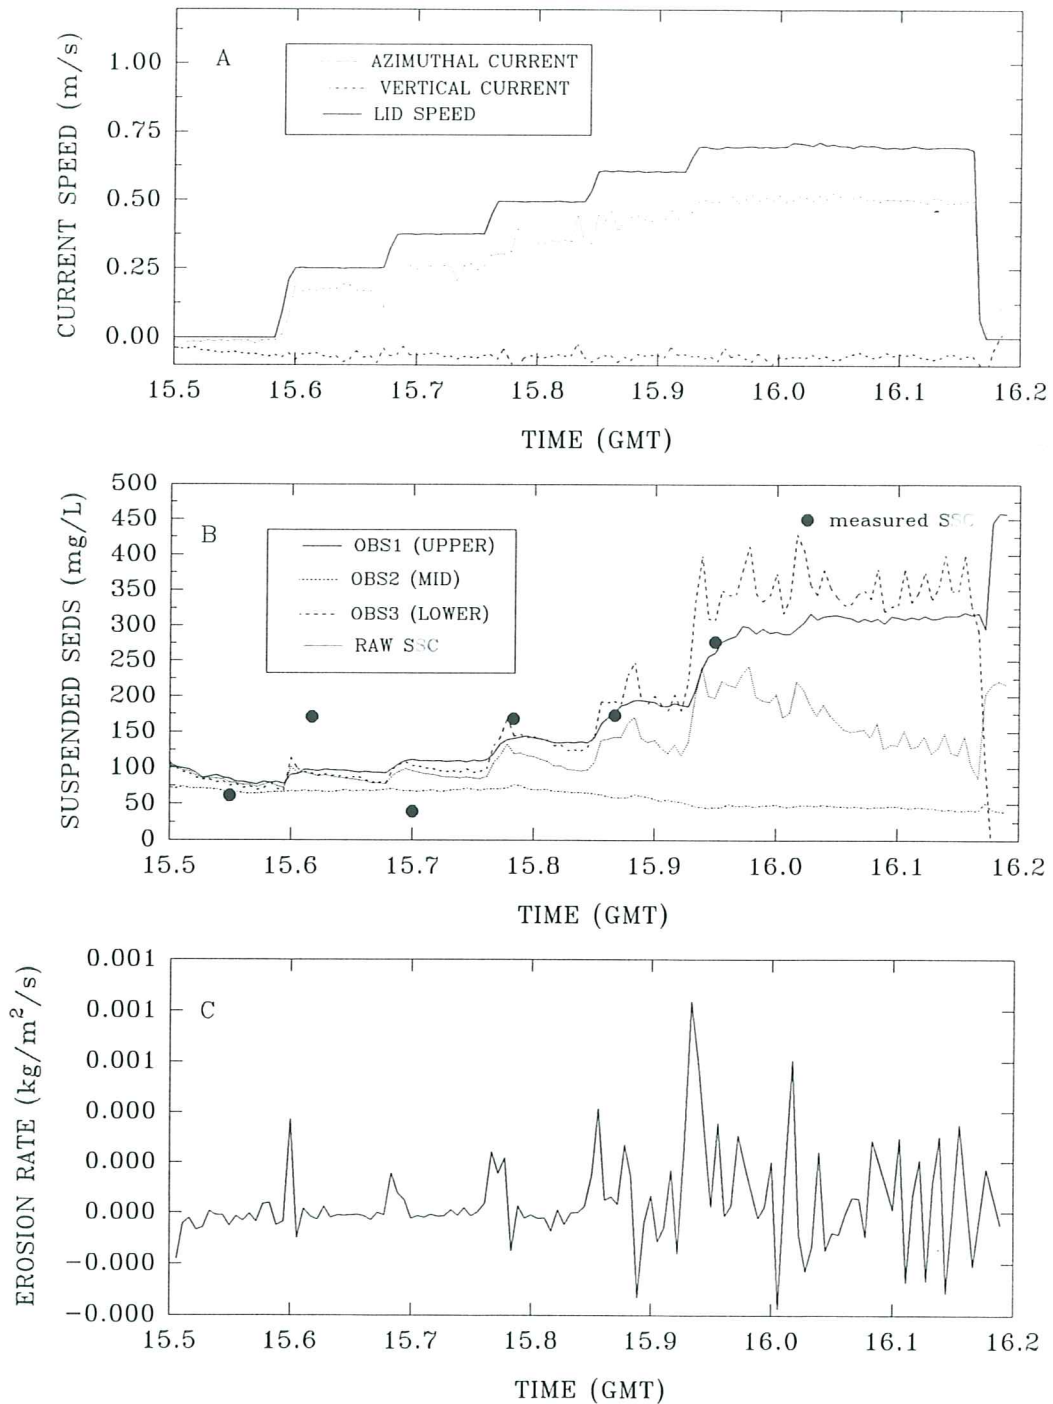 A
AZIMUTHAL CURRENT
VERTICAL CURRENT
LID SPEED
CURRENT SPEED (m/s)
1.00
0.75
0.50
0.25
0.00
15.5 15.6 15.7 15.8 15.9 16.0 16.1 16.2
TIME (GMT)
B
OBS1 (UPPER)
OBS2 (MID)
OBS3 (LOWER)
RAW SSC
measured SSC
SUSPENDED SEDS (mg/L)
500
450
400
350
300
250
200
150
100
50
0
15.5 15.6 15.7 15.8 15.9 16.0 16.1 16.2
TIME (GMT)
C
EROSION RATE (kg/m²/s)
0.001
0.001
0.001
0.000
0.000
0.000
−0.000
−0.000
15.5 15.6 15.7 15.8 15.9 16.0 16.1 16.2
TIME (GMT)